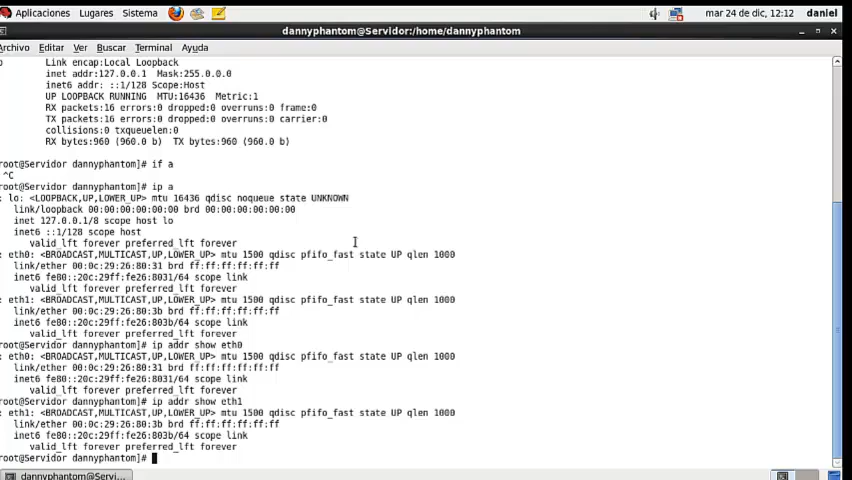 Aplicaciones Lugares Sistema mar 24 de dic, 12:12 daniel
dannyphantom@Servidor:/home/dannyphantom
Archivo Editar Ver Buscar Terminal Ayuda
o Link encap:Local Loopback
inet addr:127.0.0.1 Mask:255.0.0.0
inet6 addr: ::1/128 Scope:Host
UP LOOPBACK RUNNING MTU:16436 Metric:1
RX packets:16 errors:0 dropped:0 overruns:0 frame:0
TX packets:16 errors:0 dropped:0 overruns:0 carrier:0
collisions:0 txqueuelen:0
RX bytes:960 (960.0 b) TX bytes:960 (960.0 b)
root@Servidor dannyphantom]# if a
^C
root@Servidor dannyphantom]# ip a
: lo: <LOOPBACK,UP,LOWER_UP> mtu 16436 qdisc noqueue state UNKNOWN
link/loopback 00:00:00:00:00:00 brd 00:00:00:00:00:00
inet 127.0.0.1/8 scope host lo
inet6 ::1/128 scope host
valid_lft forever preferred_lft forever
: eth0: <BROADCAST,MULTICAST,UP,LOWER_UP> mtu 1500 qdisc pfifo_fast state UP qlen 1000
link/ether 00:0c:29:26:80:31 brd ff:ff:ff:ff:ff:ff
inet6 fe80::20c:29ff:fe26:8031/64 scope link
valid_lft forever preferred_lft forever
: eth1: <BROADCAST,MULTICAST,UP,LOWER_UP> mtu 1500 qdisc pfifo_fast state UP qlen 1000
link/ether 00:0c:29:26:80:3b brd ff:ff:ff:ff:ff:ff
inet6 fe80::20c:29ff:fe26:803b/64 scope link
valid_lft forever preferred_lft forever
root@Servidor dannyphantom]# ip addr show eth0
: eth0: <BROADCAST,MULTICAST,UP,LOWER_UP> mtu 1500 qdisc pfifo_fast state UP qlen 1000
link/ether 00:0c:29:26:80:31 brd ff:ff:ff:ff:ff:ff
inet6 fe80::20c:29ff:fe26:8031/64 scope link
valid_lft forever preferred_lft forever
root@Servidor dannyphantom]# ip addr show eth1
: eth1: <BROADCAST,MULTICAST,UP,LOWER_UP> mtu 1500 qdisc pfifo_fast state UP qlen 1000
link/ether 00:0c:29:26:80:3b brd ff:ff:ff:ff:ff:ff
inet6 fe80::20c:29ff:fe26:803b/64 scope link
valid_lft forever preferred_lft forever
root@Servidor dannyphantom]#
dannyphantom@Servi...